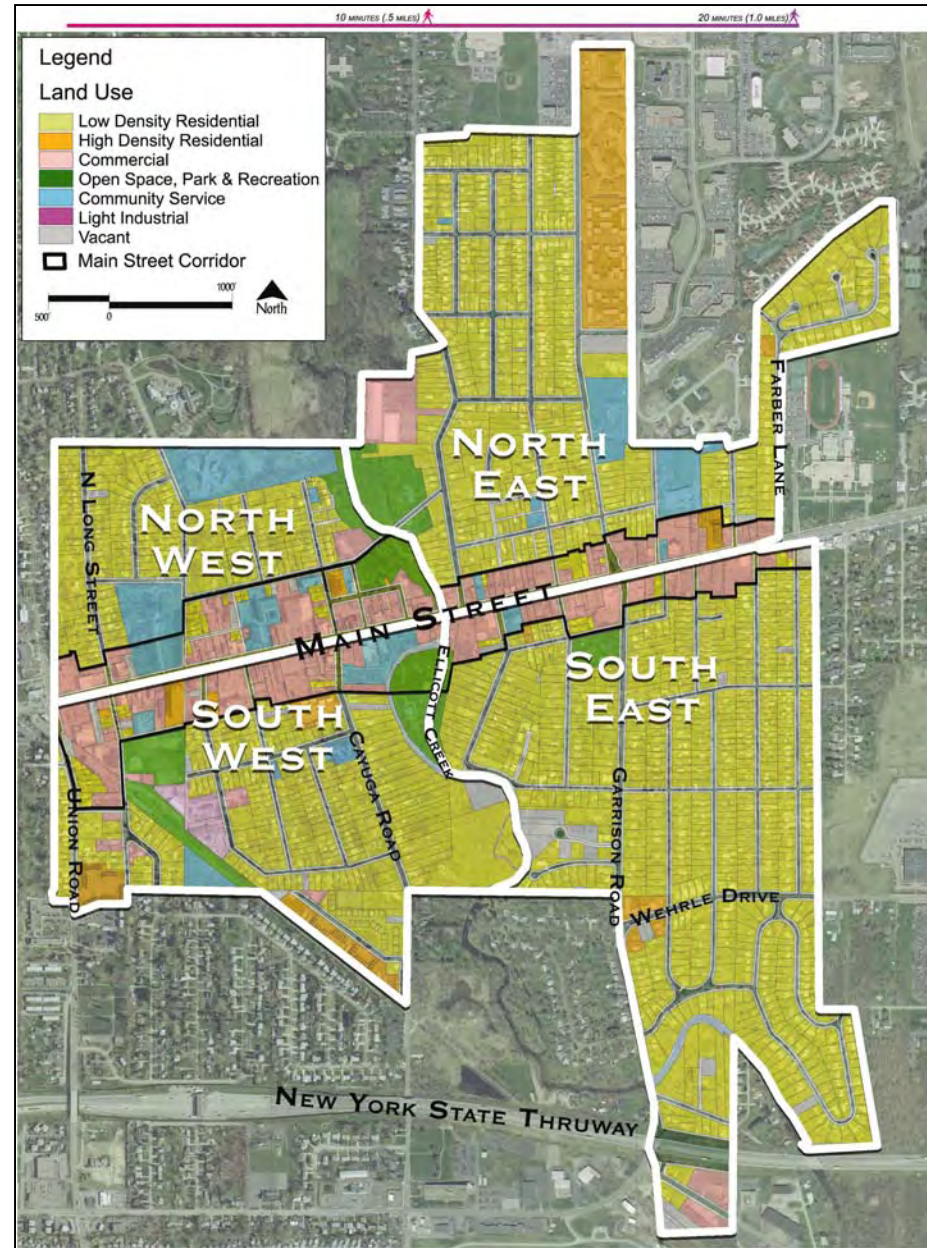 10 MINUTES (.5 MILES)
20 MINUTES (1.0 MILES)
Legend
Land Use
Low Density Residential
High Density Residential
Commercial
Open Space, Park & Recreation
Community Service
Light Industrial
Vacant
Main Street Corridor
500'
0
1000'
North
FARBER LANE
NORTH
EAST
N LONG STREET
NORTH
WEST
MAIN STREET
ELLICOTT CREEK
SOUTH
EAST
SOUTH
WEST
CAYUGA ROAD
UNION ROAD
GARRISON ROAD
WEHRLE DRIVE
NEW YORK STATE THRUWAY